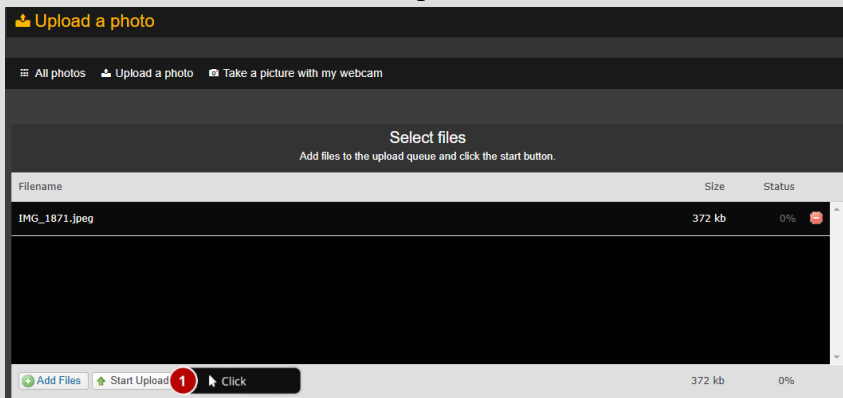 Upload a photo
All photos Upload a photo Take a picture with my webcam
Select files
Add files to the upload queue and click the start button.
Filename Size Status
IMG_1871.jpeg 372 kb 0%
Add Files Start Upload 1 Click 372 kb 0%